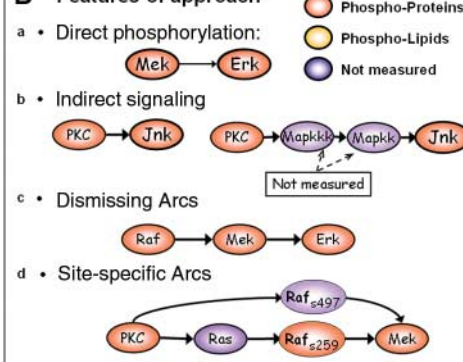 B Features of approach
Phospho-Proteins
a • Direct phosphorylation:
Phospho-Lipids
Mek Erk
Not measured
b • Indirect signaling
PKC Jnk PKC Mapkkk Mapkk Jnk
Not measured
c • Dismissing Arcs
Raf Mek Erk
d • Site-specific Arcs
Raf s497
PKC Ras Raf s259 Mek